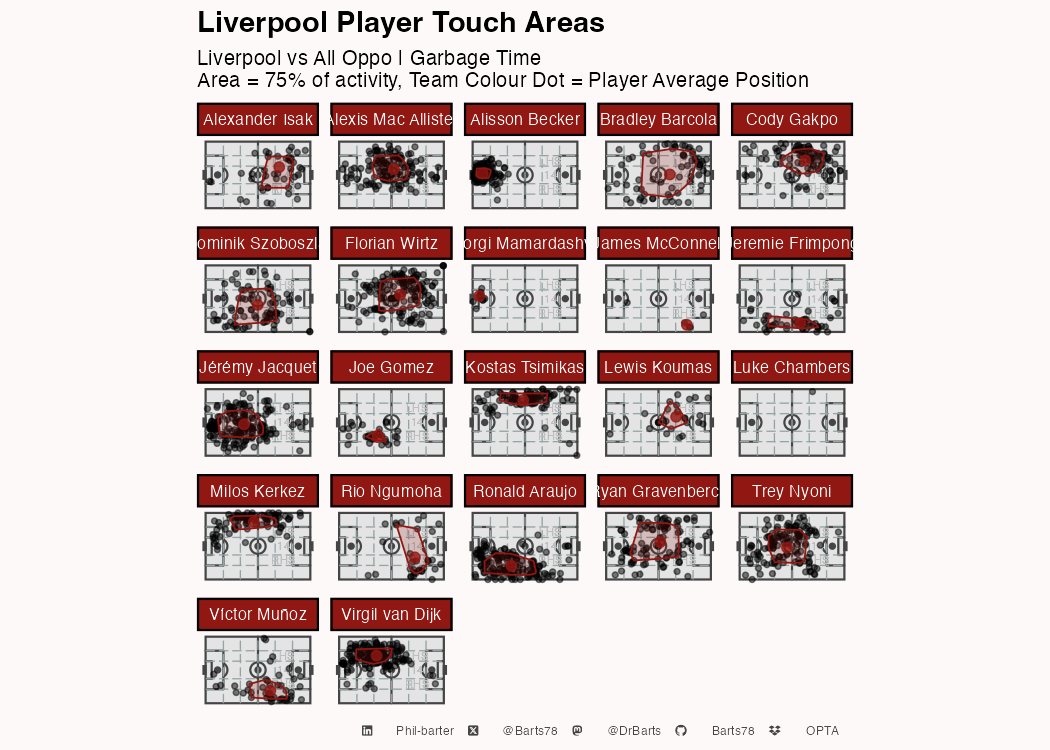 Liverpool Player Touch Areas
Liverpool vs All Oppo | Garbage Time
Area = 75% of activity, Team Colour Dot = Player Average Position
Alexander Isak
Alexis Mac Alliste
Alisson Becker
Bradley Barcola
Cody Gakpo
ominik Szoboszl
Florian Wirtz
orgi Mamardashv
James McConnel
Jeremie Frimpong
Jérémy Jacquet
Joe Gomez
Kostas Tsimikas
Lewis Koumas
Luke Chambers
Milos Kerkez
Rio Ngumoha
Ronald Araujo
Ryan Gravenberc
Trey Nyoni
Víctor Muñoz
Virgil van Dijk
Phil-barter @Barts78 @DrBarts Barts78 OPTA